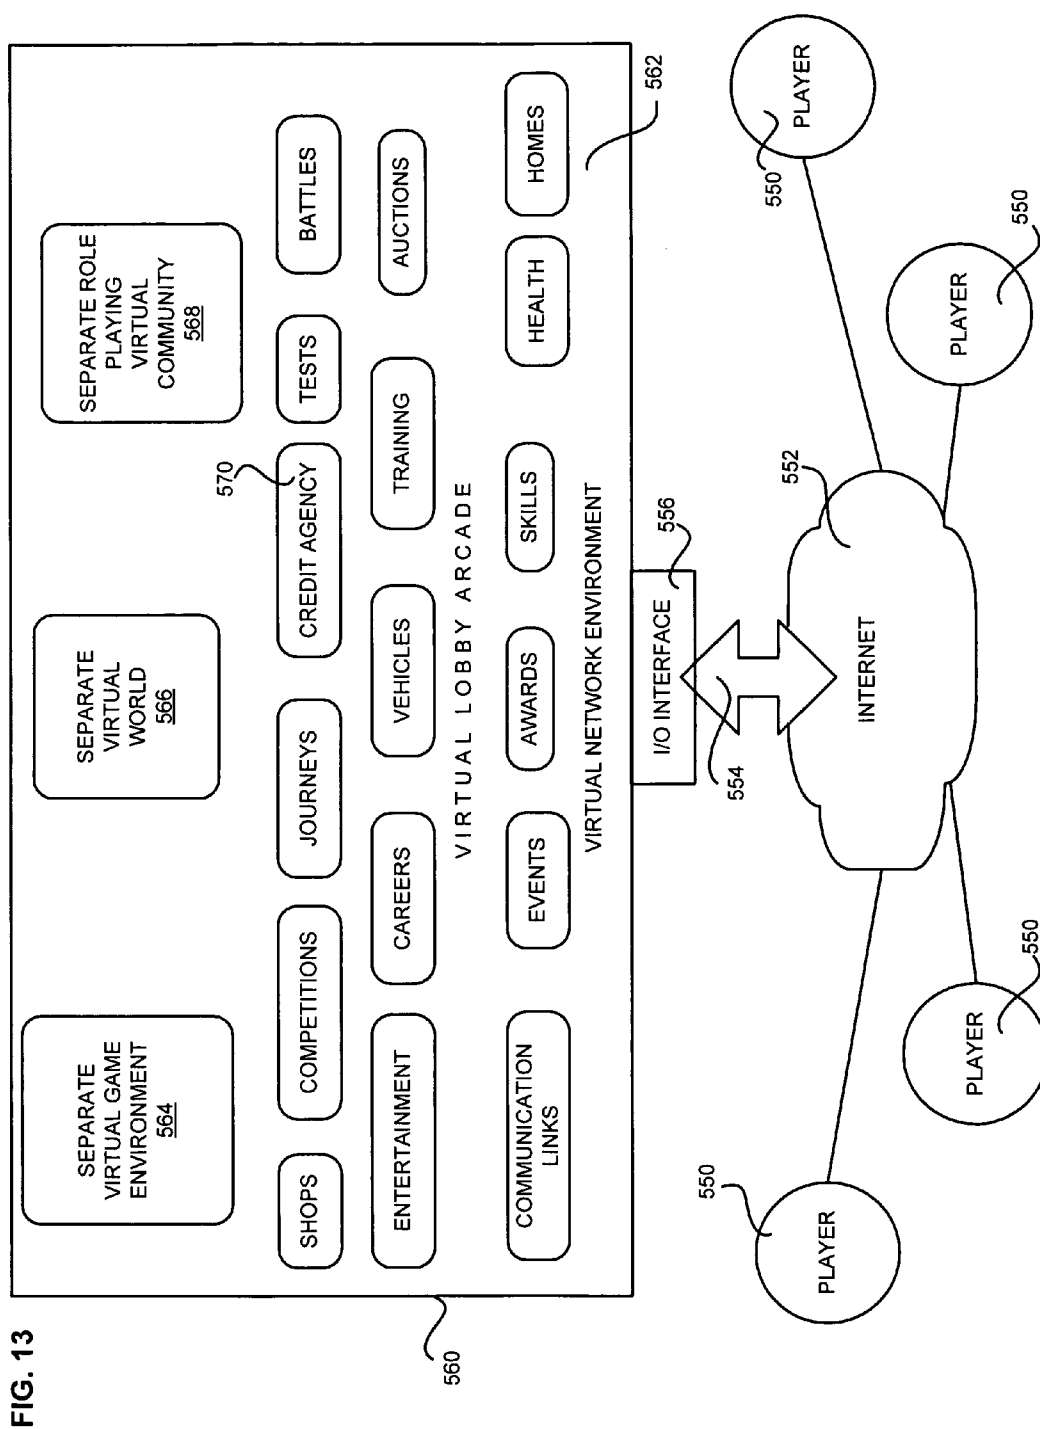 FIG. 13
SEPARATE
VIRTUAL GAME
ENVIRONMENT
564
SEPARATE
VIRTUAL
WORLD
566
SEPARATE ROLE
PLAYING
VIRTUAL
COMMUNITY
568
570
SHOPS
COMPETITIONS
JOURNEYS
CREDIT AGENCY
TESTS
BATTLES
ENTERTAINMENT
CAREERS
VEHICLES
TRAINING
AUCTIONS
VIRTUAL LOBBY ARCADE
COMMUNICATION
LINKS
EVENTS
AWARDS
SKILLS
HEALTH
HOMES
VIRTUAL NETWORK ENVIRONMENT
560
562
I/O INTERFACE
556
554
552
INTERNET
550
PLAYER
550
PLAYER
550
PLAYER
550
PLAYER